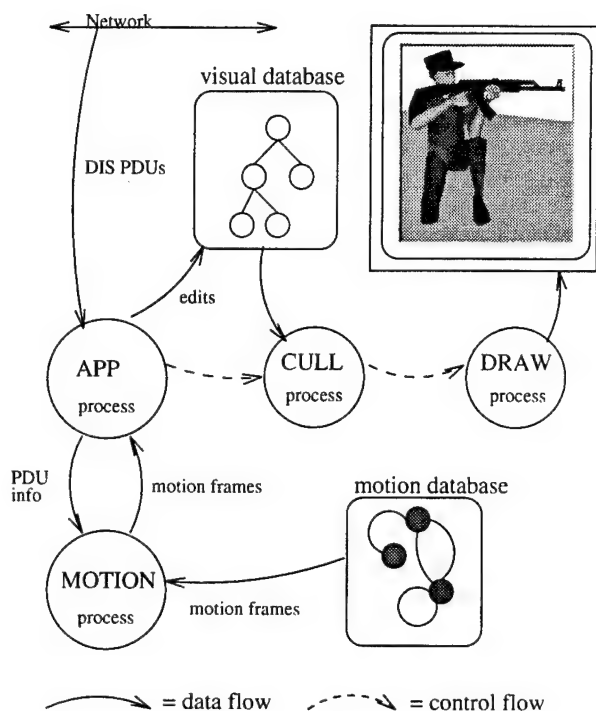 Network
visual database
DIS PDUs
edits
APP
process
CULL
process
DRAW
process
PDU
info
motion frames
motion database
MOTION
process
motion frames
= data flow
= control flow